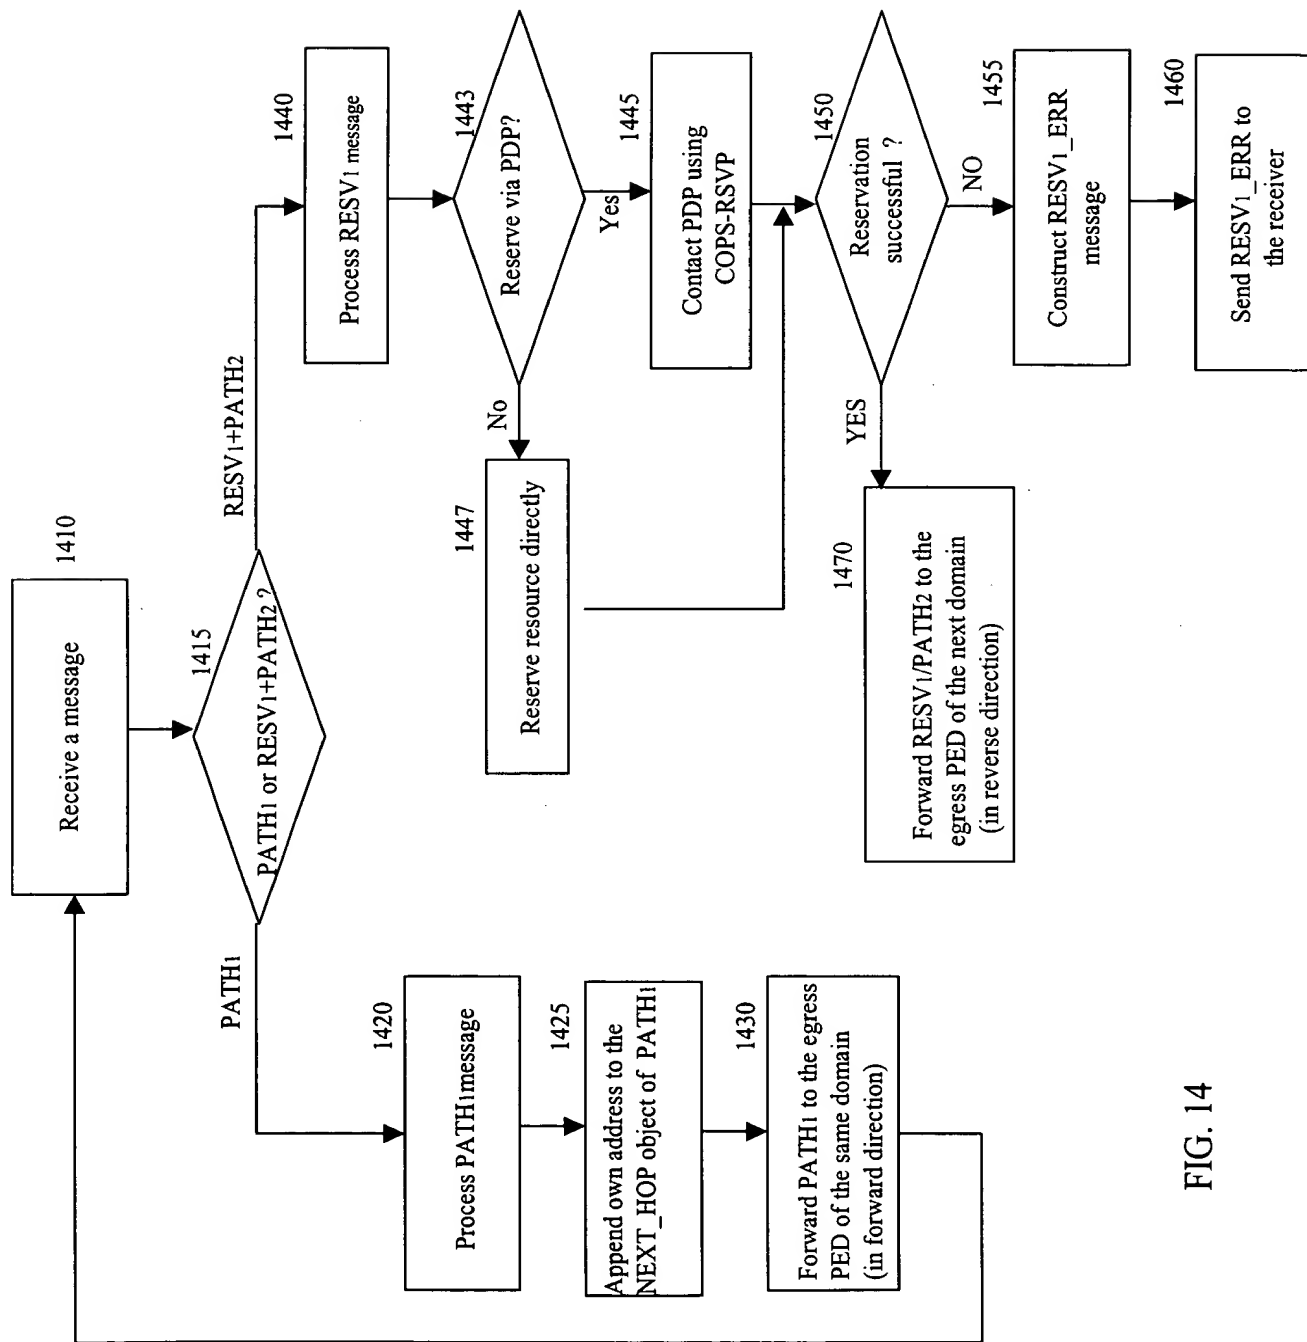 1410
Receive a message
1415
PATH1 or RESV1+PATH2 ?
PATH1
RESV1+PATH2
1420
Process PATH1message
1425
Append own address to the
NEXT_HOP object of PATH1
1430
Forward PATH1 to the egress
PED of the same domain
(in forward direction)
1440
Process RESV1 message
1443
Reserve via PDP?
No
Yes
1447
Reserve resource directly
1445
Contact PDP using
COPS-RSVP
1450
Reservation
successful ?
YES
NO
1470
Forward RESV1/PATH2 to the
egress PED of the next domain
(in reverse direction)
1455
Construct RESV1_ERR
message
1460
Send RESV1_ERR to
the receiver
FIG. 14